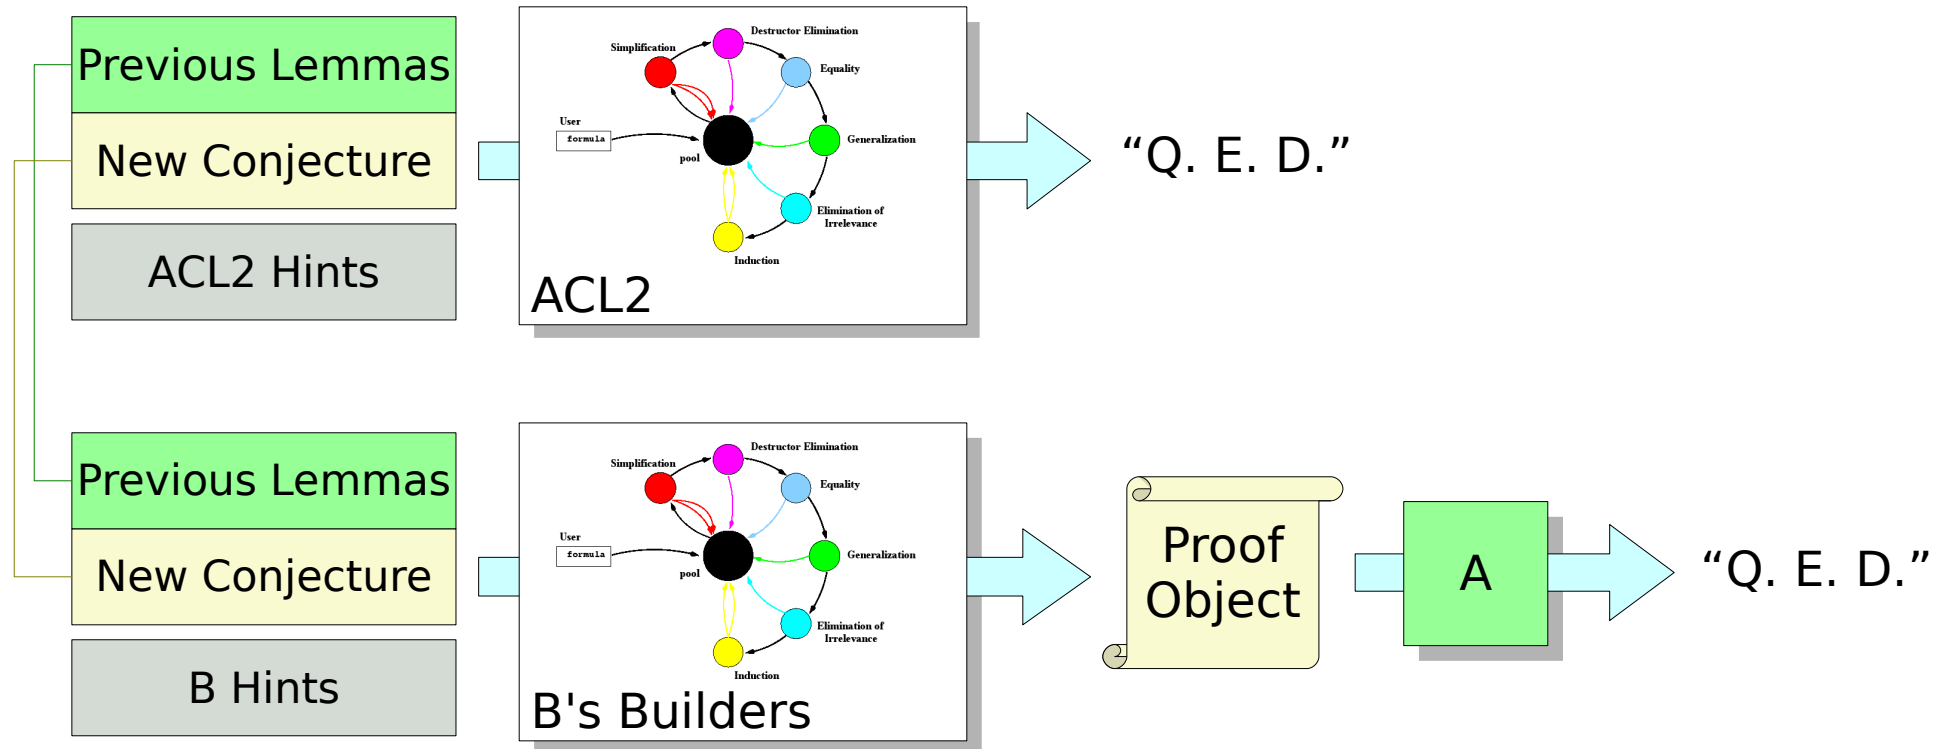 Previous Lemmas
New Conjecture
ACL2 Hints
Destructor Elimination
Simplification
Equality
User
formula
Generalization
pool
Elimination of
Irrelevance
Induction
ACL2
“Q. E. D.”
Previous Lemmas
New Conjecture
B Hints
Destructor Elimination
Simplification
Equality
User
formula
Generalization
pool
Elimination of
Irrelevance
Induction
B's Builders
Proof
Object
A
“Q. E. D.”